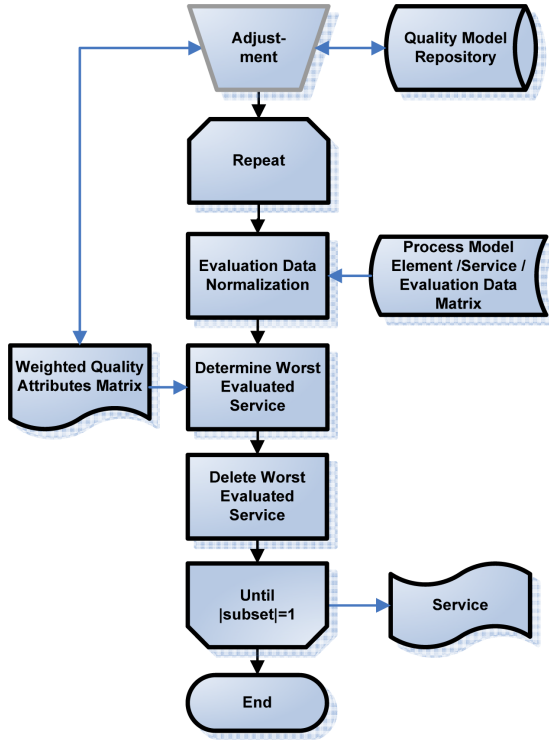 Adjust-
ment
Quality Model
Repository
Repeat
Evaluation Data
Normalization
Process Model
Element /Service /
Evaluation Data
Matrix
Weighted Quality
Attributes Matrix
Determine Worst
Evaluated
Service
Delete Worst
Evaluated
Service
Until
|subset|=1
Service
End